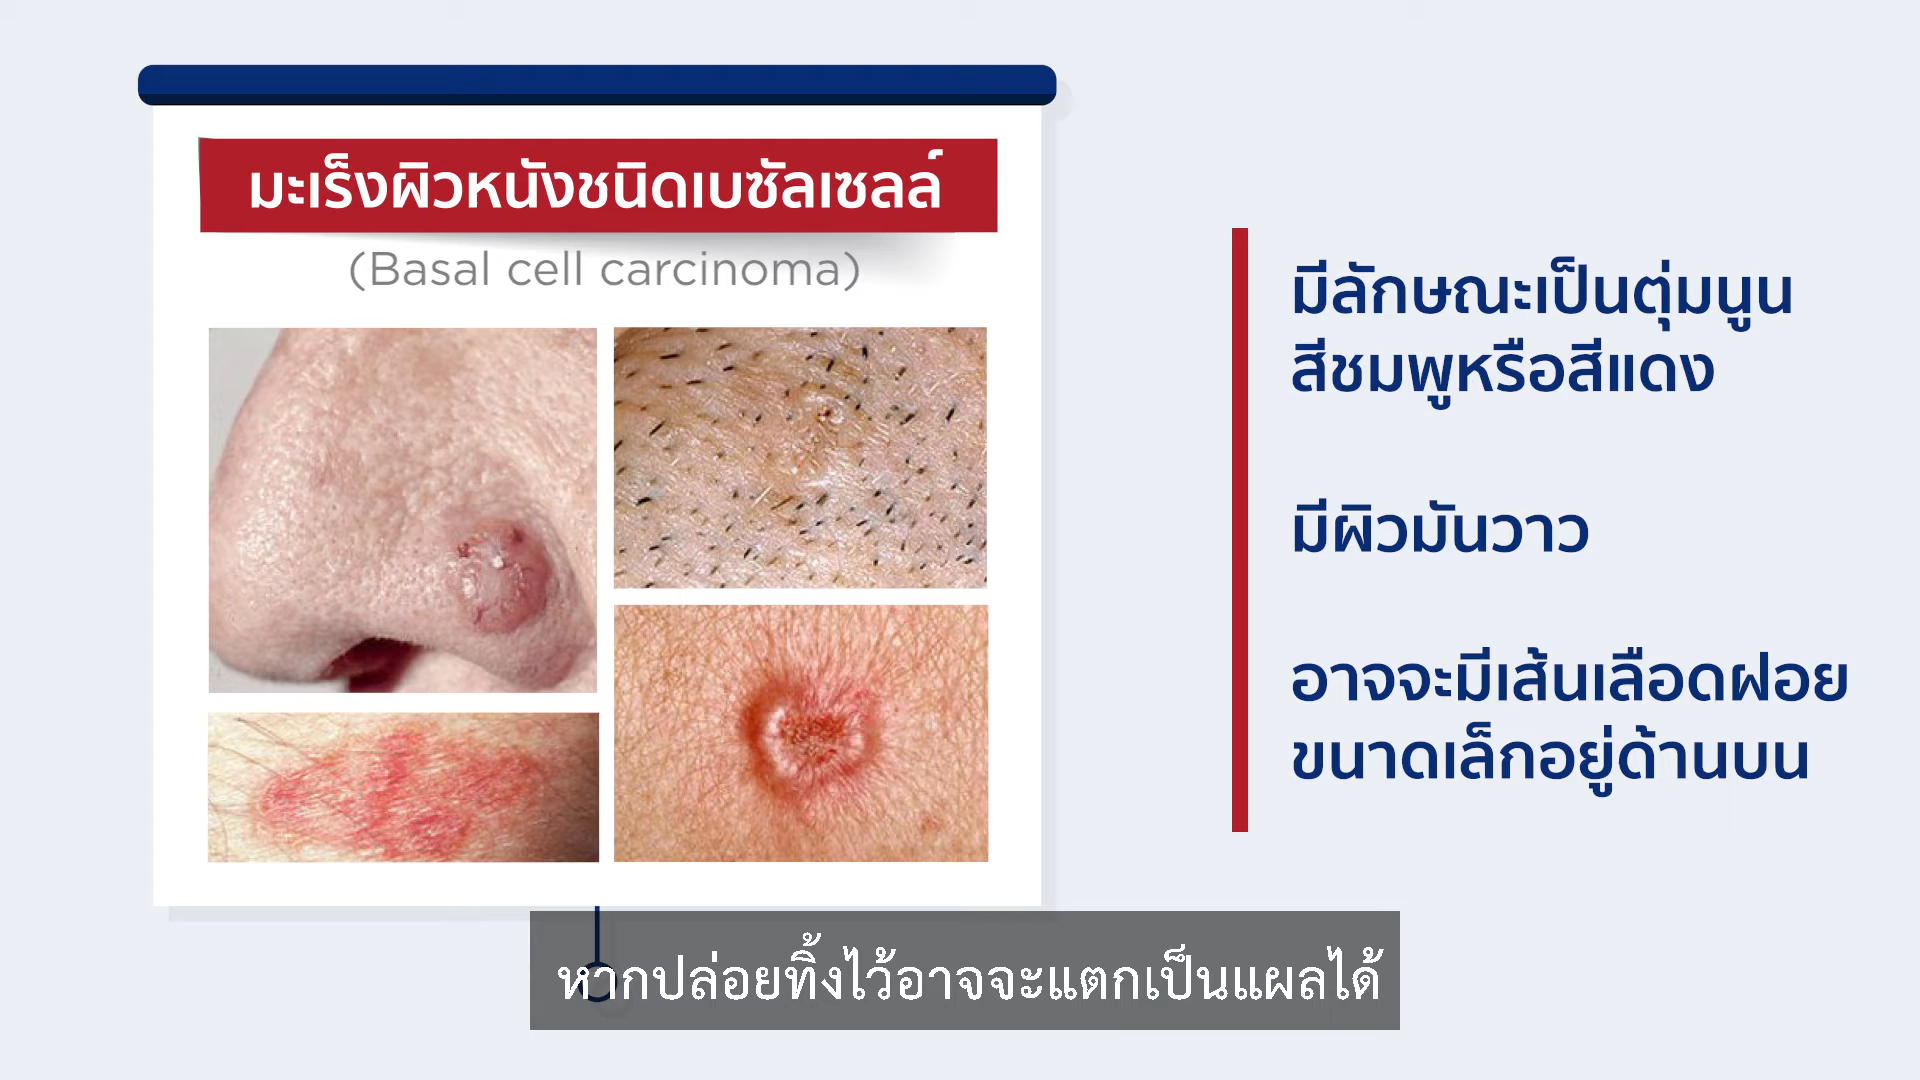 มะเร็งผิวหนังชนิดเบซัลเซลล์
(Basal cell carcinoma)
มีลักษณะเป็นตุ่มนูน
สีชมพูหรือสีแดง
มีผิวมันวาว
อาจจะมีเส้นเลือดฝอย
ขนาดเล็กอยู่ด้านบน
หากปล่อยทิ้งไว้อาจจะแตกเป็นแผลได้